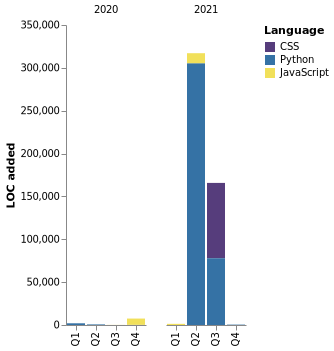 2020 2021
Language
CSS
Python
JavaScript
LOC added
350,000
300,000
250,000
200,000
150,000
100,000
50,000
0
Q1 Q2 Q3 Q4 Q1 Q2 Q3 Q4